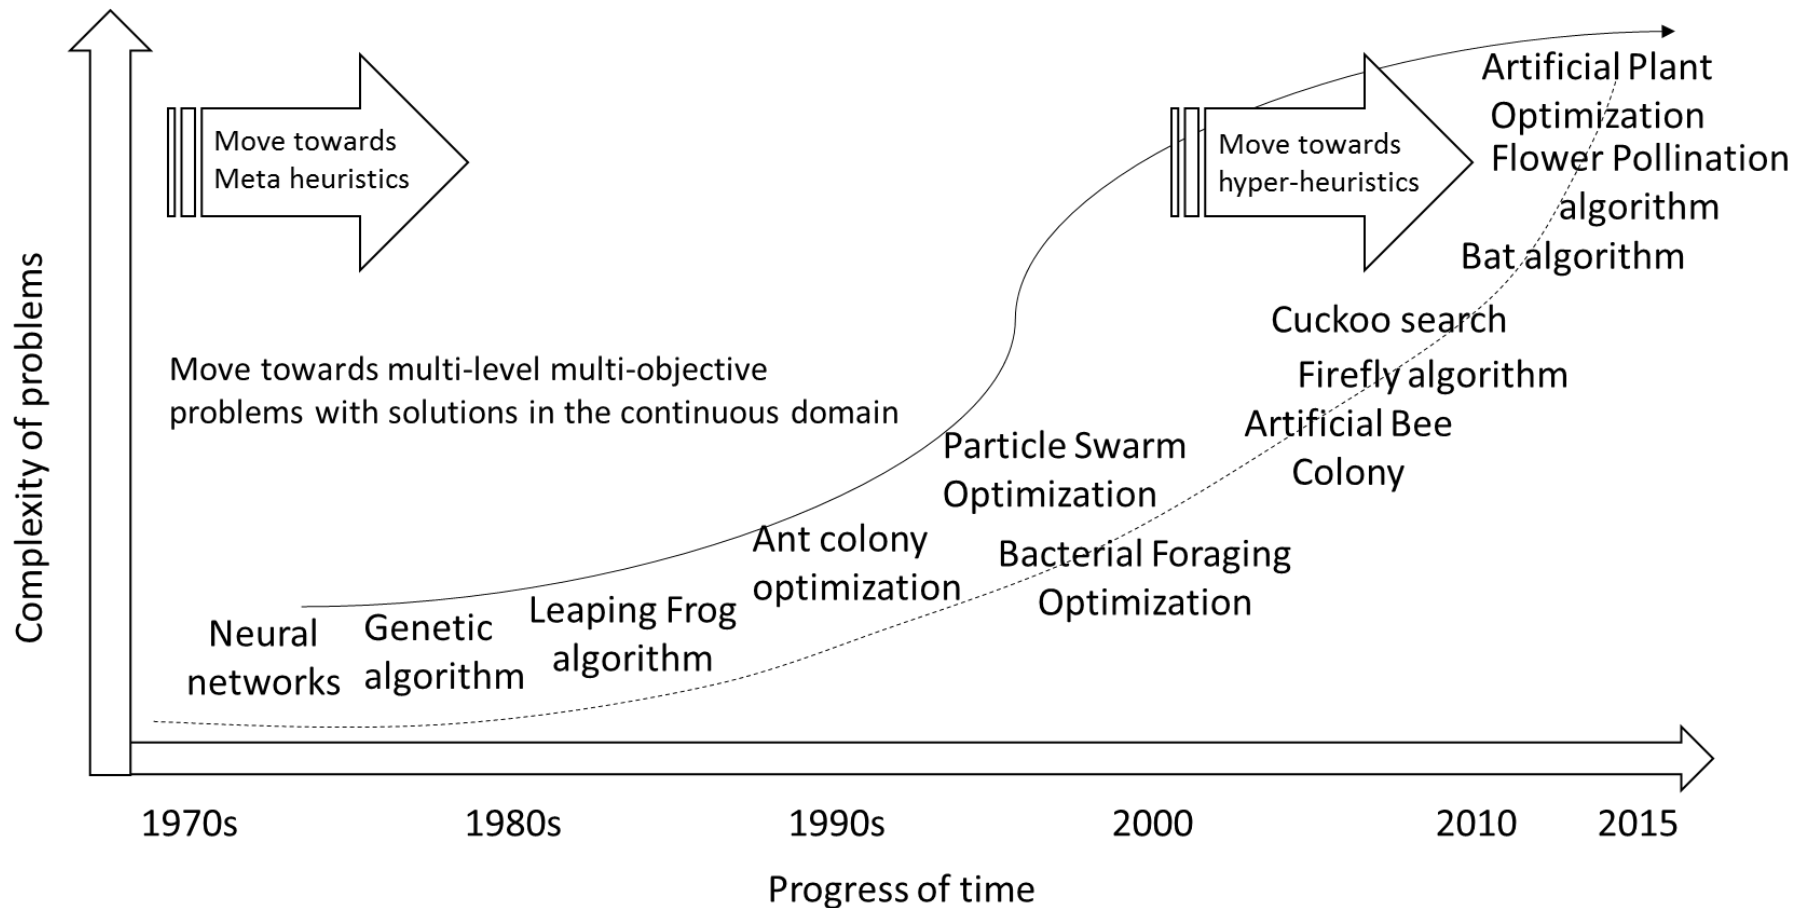 Complexity of problems
Move towards
Meta heuristics
Move towards
hyper-heuristics
Artificial Plant
Optimization
Flower Pollination
algorithm
Bat algorithm
Cuckoo search
Firefly algorithm
Artificial Bee
Colony
Move towards multi-level multi-objective
problems with solutions in the continuous domain
Particle Swarm
Optimization
Ant colony
optimization
Bacterial Foraging
Optimization
Leaping Frog
algorithm
Genetic
algorithm
Neural
networks
1970s 1980s 1990s 2000 2010 2015
Progress of time